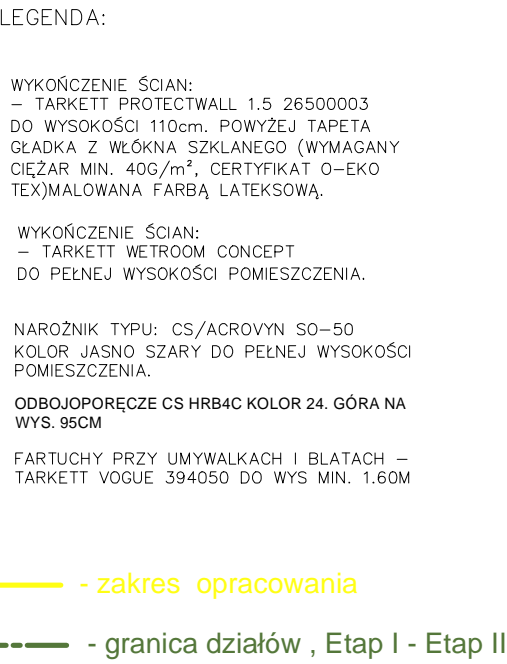 LEGENDA:
WYKOŃCZENIE ŚCIAN:
– TARKETT PROTECTWALL 1.5 26500003
DO WYSOKOŚCI 110cm. POWYŻEJ TAPETA
GŁADKA Z WŁÓKNA SZKLANEGO (WYMAGANY
CIĘŻAR MIN. 40G/m², CERTYFIKAT O–EKO
TEX)MALOWANA FARBĄ LATEKSOWĄ.
WYKOŃCZENIE ŚCIAN:
– TARKETT WETROOM CONCEPT
DO PEŁNEJ WYSOKOŚCI POMIESZCZENIA.
NAROŻNIK TYPU: CS/ACROVYN SO–50
KOLOR JASNO SZARY DO PEŁNEJ WYSOKOŚCI
POMIESZCZENIA.
ODBOJOPORĘCZE CS HRB4C KOLOR 24. GÓRA NA
WYS. 95CM
FARTUCHY PRZY UMYWALKACH I BLATACH –
TARKETT VOGUE 394050 DO WYS MIN. 1.60M
- zakres opracowania
- granica działów , Etap I - Etap II